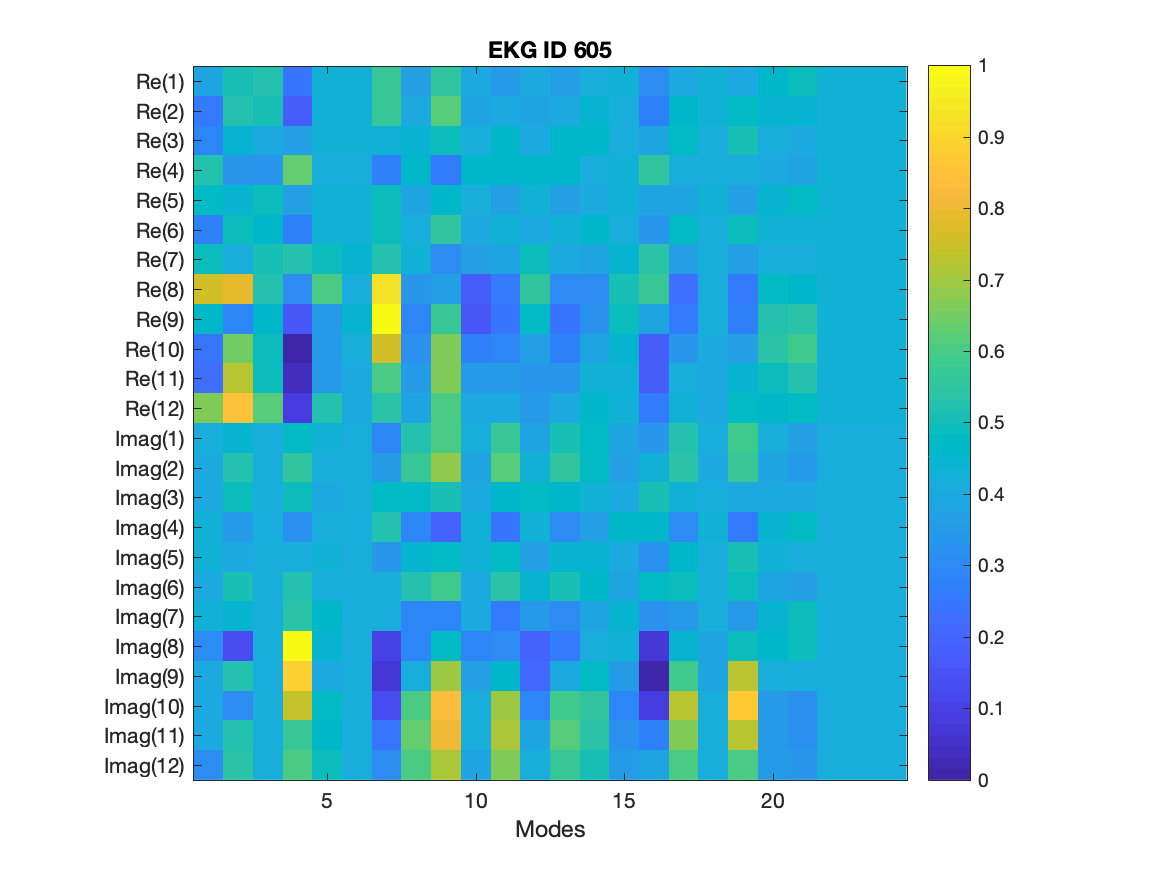 EKG ID 605
Re(1)
Re(2)
Re(3)
Re(4)
Re(5)
Re(6)
Re(7)
Re(8)
Re(9)
Re(10)
Re(11)
Re(12)
Imag(1)
Imag(2)
Imag(3)
Imag(4)
Imag(5)
Imag(6)
Imag(7)
Imag(8)
Imag(9)
Imag(10)
Imag(11)
Imag(12)
5 10 15 20
Modes
1
0.9
0.8
0.7
0.6
0.5
0.4
0.3
0.2
0.1
0